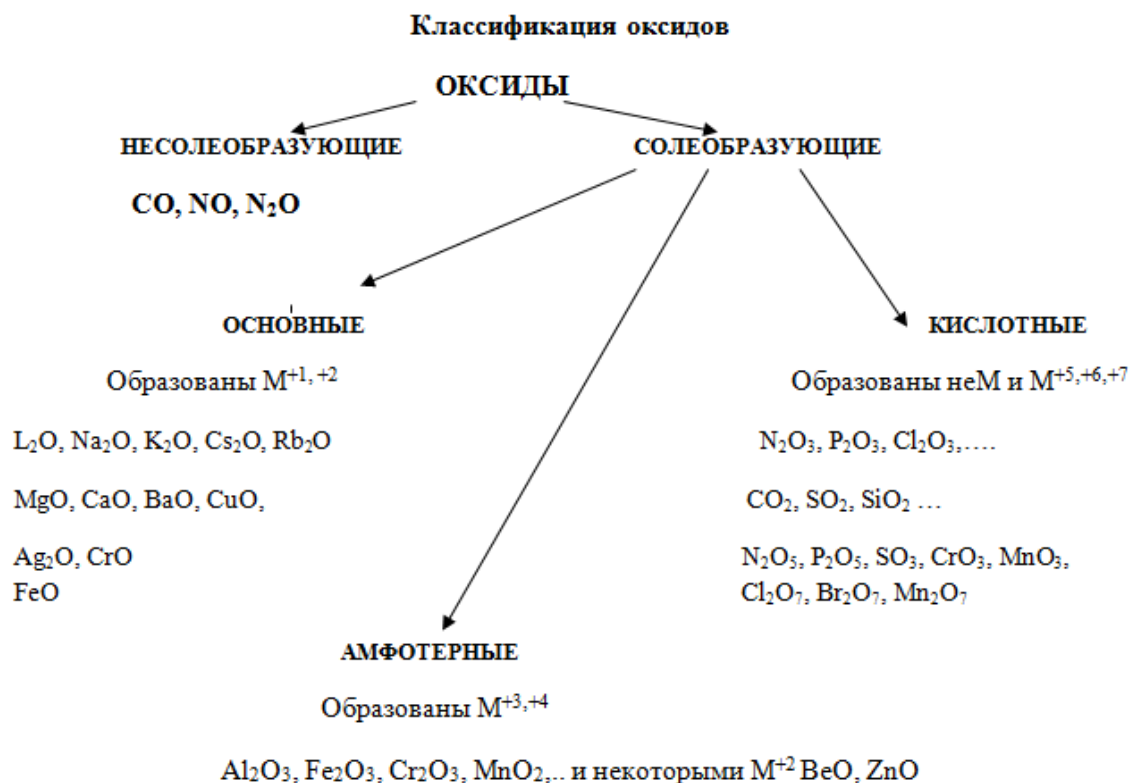 Классификация оксидов
ОКСИДЫ
НЕСОЛЕОБРАЗУЮЩИЕ
СОЛЕОБРАЗУЮЩИЕ
CO, NO, N₂O
ОСНО́ВНЫЕ
КИСЛОТНЫЕ
Образованы М⁺¹, ⁺²
Образованы неМ и М⁺⁵,⁺⁶,⁺⁷
L₂O, Na₂O, K₂O, Cs₂O, Rb₂O
N₂O₃, P₂O₃, Cl₂O₃,….
MgO, CaO, BaO, CuO,
CO₂, SO₂, SiO₂ …
Ag₂O, CrO
FeO
N₂O₅, P₂O₅, SO₃, CrO₃, MnO₃,
Cl₂O₇, Br₂O₇, Mn₂O₇
АМФОТЕРНЫЕ
Образованы М⁺³,⁺⁴
Al₂O₃, Fe₂O₃, Cr₂O₃, MnO₂,.. и некоторыми М⁺² BeO, ZnO